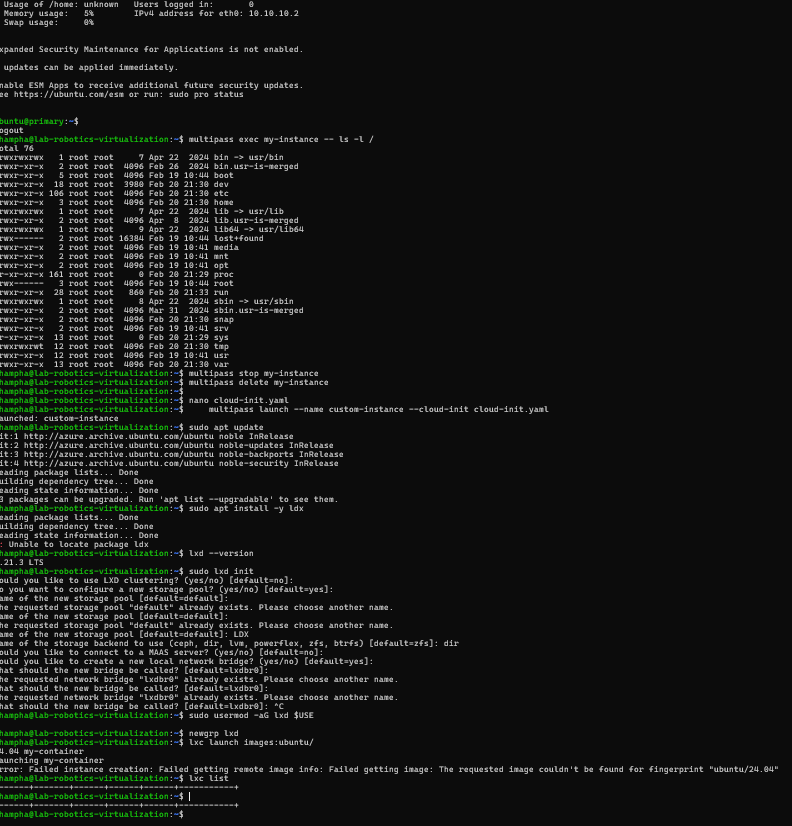 Usage of /home: unknown   Users logged in:       0
Memory usage:   5%        IPv4 address for eth0: 10.10.10.2
Swap usage:     0%
xpanded Security Maintenance for Applications is not enabled.
updates can be applied immediately.
nable ESM Apps to receive additional future security updates.
ee https://ubuntu.com/esm or run: sudo pro status
buntu@primary:~$
ogout
hampha@lab-robotics-virtualization:~$ multipass exec my-instance -- ls -l /
otal 76
rwxrwxrwx   1 root root     7 Apr 22  2024 bin -> usr/bin
rwxr-xr-x   2 root root  4096 Feb 26  2024 bin.usr-is-merged
rwxr-xr-x   5 root root  4096 Feb 19 10:44 boot
rwxr-xr-x  18 root root  3980 Feb 20 21:30 dev
rwxr-xr-x 106 root root  4096 Feb 20 21:30 etc
rwxr-xr-x   3 root root  4096 Feb 20 21:30 home
rwxrwxrwx   1 root root     7 Apr 22  2024 lib -> usr/lib
rwxr-xr-x   2 root root  4096 Apr  8  2024 lib.usr-is-merged
rwxrwxrwx   1 root root     9 Apr 22  2024 lib64 -> usr/lib64
rwx------   2 root root 16384 Feb 19 10:44 lost+found
rwxr-xr-x   2 root root  4096 Feb 19 10:41 media
rwxr-xr-x   2 root root  4096 Feb 19 10:41 mnt
rwxr-xr-x   2 root root  4096 Feb 19 10:41 opt
r-xr-xr-x 161 root root     0 Feb 20 21:29 proc
rwx------   3 root root  4096 Feb 19 10:44 root
rwxr-xr-x  28 root root   860 Feb 20 21:33 run
rwxrwxrwx   1 root root     8 Apr 22  2024 sbin -> usr/sbin
rwxr-xr-x   2 root root  4096 Mar 31  2024 sbin.usr-is-merged
rwxr-xr-x   2 root root  4096 Feb 20 21:30 snap
rwxr-xr-x   2 root root  4096 Feb 19 10:41 srv
r-xr-xr-x  13 root root     0 Feb 20 21:29 sys
rwxrwxrwt  12 root root  4096 Feb 20 21:30 tmp
rwxr-xr-x  12 root root  4096 Feb 19 10:41 usr
rwxr-xr-x  13 root root  4096 Feb 20 21:30 var
hampha@lab-robotics-virtualization:~$ multipass stop my-instance
hampha@lab-robotics-virtualization:~$ multipass delete my-instance
hampha@lab-robotics-virtualization:~$
hampha@lab-robotics-virtualization:~$ nano cloud-init.yaml
hampha@lab-robotics-virtualization:~$     multipass launch --name custom-instance --cloud-init cloud-init.yaml
aunched: custom-instance
hampha@lab-robotics-virtualization:~$ sudo apt update
it:1 http://azure.archive.ubuntu.com/ubuntu noble InRelease
it:2 http://azure.archive.ubuntu.com/ubuntu noble-updates InRelease
it:3 http://azure.archive.ubuntu.com/ubuntu noble-backports InRelease
it:4 http://azure.archive.ubuntu.com/ubuntu noble-security InRelease
eading package lists... Done
uilding dependency tree... Done
eading state information... Done
3 packages can be upgraded. Run 'apt list --upgradable' to see them.
hampha@lab-robotics-virtualization:~$ sudo apt install -y ldx
eading package lists... Done
uilding dependency tree... Done
eading state information... Done
: Unable to locate package ldx
hampha@lab-robotics-virtualization:~$ lxd --version
.21.3 LTS
hampha@lab-robotics-virtualization:~$ sudo lxd init
ould you like to use LXD clustering? (yes/no) [default=no]:
o you want to configure a new storage pool? (yes/no) [default=yes]:
ame of the new storage pool [default=default]:
he requested storage pool "default" already exists. Please choose another name.
ame of the new storage pool [default=default]:
he requested storage pool "default" already exists. Please choose another name.
ame of the new storage pool [default=default]: LDX
ame of the storage backend to use (ceph, dir, lvm, powerflex, zfs, btrfs) [default=zfs]: dir
ould you like to connect to a MAAS server? (yes/no) [default=no]:
ould you like to create a new local network bridge? (yes/no) [default=yes]:
hat should the new bridge be called? [default=lxdbr0]:
he requested network bridge "lxdbr0" already exists. Please choose another name.
hat should the new bridge be called? [default=lxdbr0]:
he requested network bridge "lxdbr0" already exists. Please choose another name.
hat should the new bridge be called? [default=lxdbr0]: ^C
hampha@lab-robotics-virtualization:~$ sudo usermod -aG lxd $USE
hampha@lab-robotics-virtualization:~$ newgrp lxd
hampha@lab-robotics-virtualization:~$ lxc launch images:ubuntu/
4.04 my-container
aunching my-container
rror: Failed instance creation: Failed getting remote image info: Failed getting image: The requested image couldn't be found for fingerprint "ubuntu/24.04"
hampha@lab-robotics-virtualization:~$ lxc list
------+-------+------+------+------+-----------+
hampha@lab-robotics-virtualization:~$ |
------+-------+------+------+------+-----------+
hampha@lab-robotics-virtualization:~$